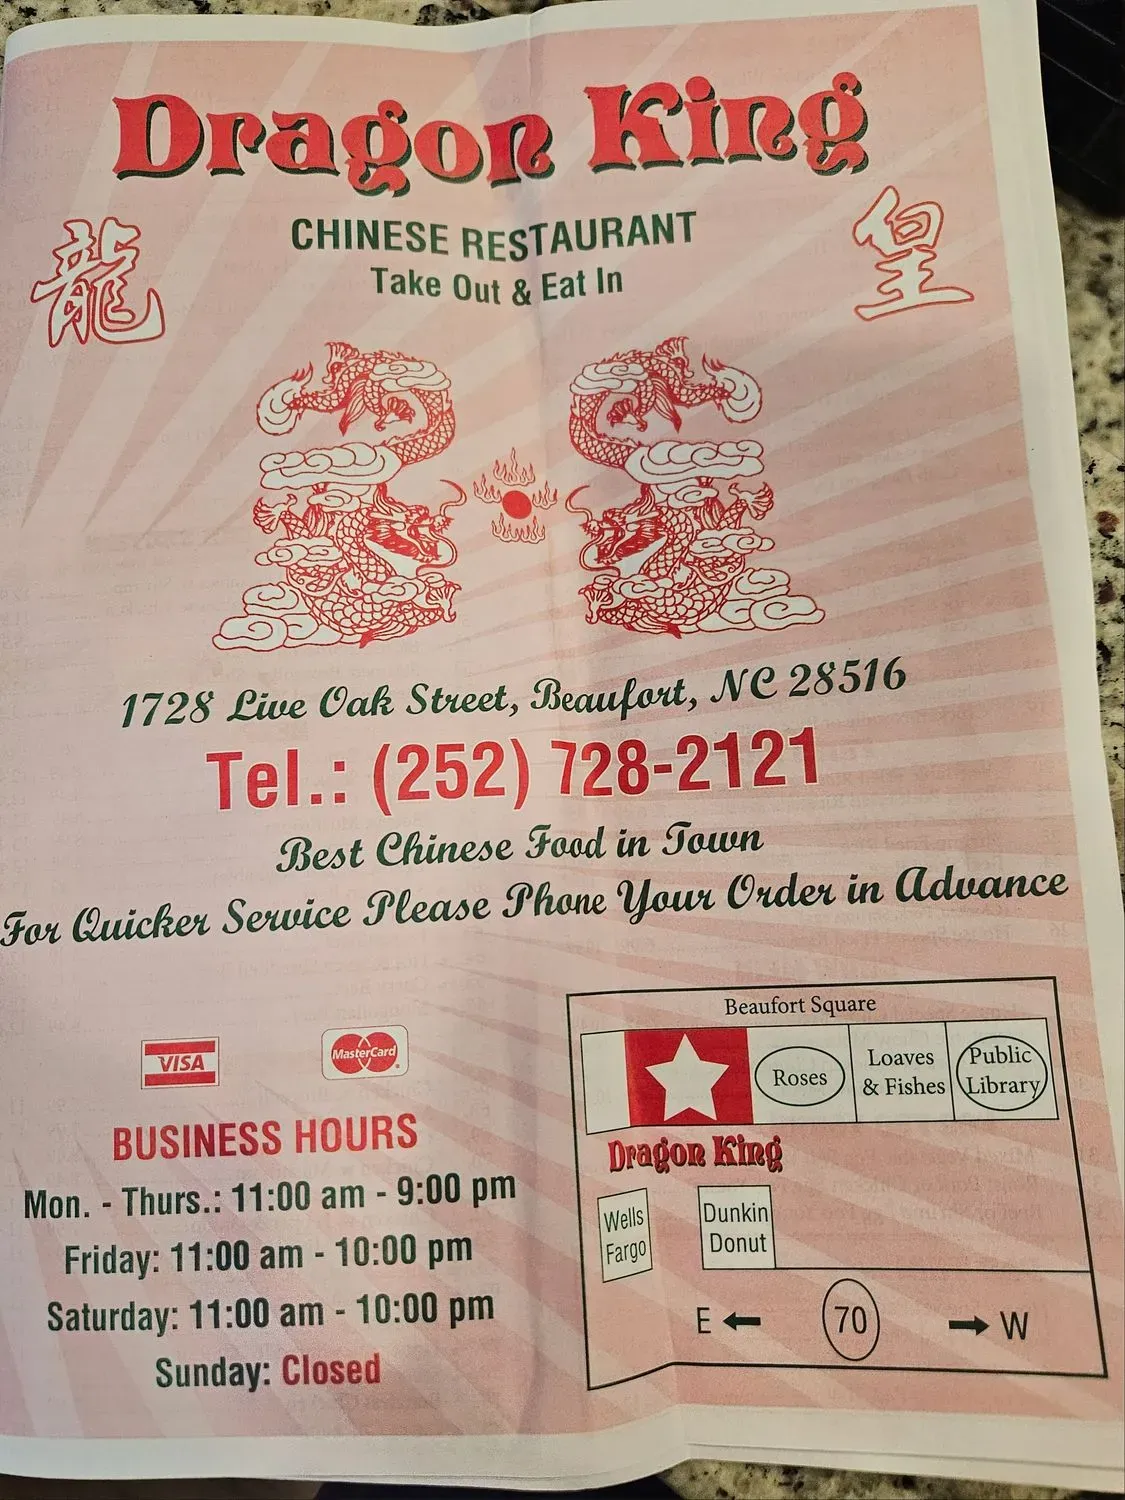 Dragon King
CHINESE RESTAURANT
Take Out & Eat In
龍 皇
1728 Live Oak Street, Beaufort, NC 28516
Tel.: (252) 728-2121
Best Chinese Food in Town
For Quicker Service Please Phone Your Order in Advance
VISA
MasterCard
BUSINESS HOURS
Mon. - Thurs.: 11:00 am - 9:00 pm
Friday: 11:00 am - 10:00 pm
Saturday: 11:00 am - 10:00 pm
Sunday: Closed
Beaufort Square
Roses
Loaves
& Fishes
Public
Library
Dragon King
Wells
Fargo
Dunkin
Donut
E ← 70 → W